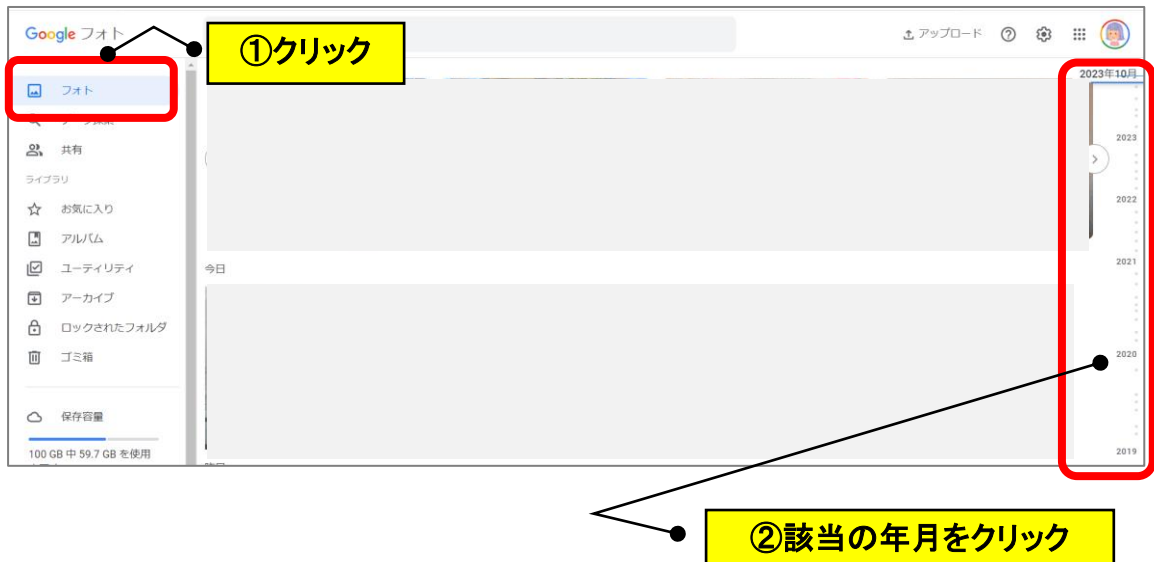 Google フォト
①クリック
アップロード
2023年10月
フォト
共有
2023
ライブラリ
お気に入り
2022
アルバム
ユーティリティ
今日
2021
アーカイブ
ロックされたフォルダ
ゴミ箱
2020
保存容量
100 GB 中 59.7 GB を使用
2019
②該当の年月をクリック